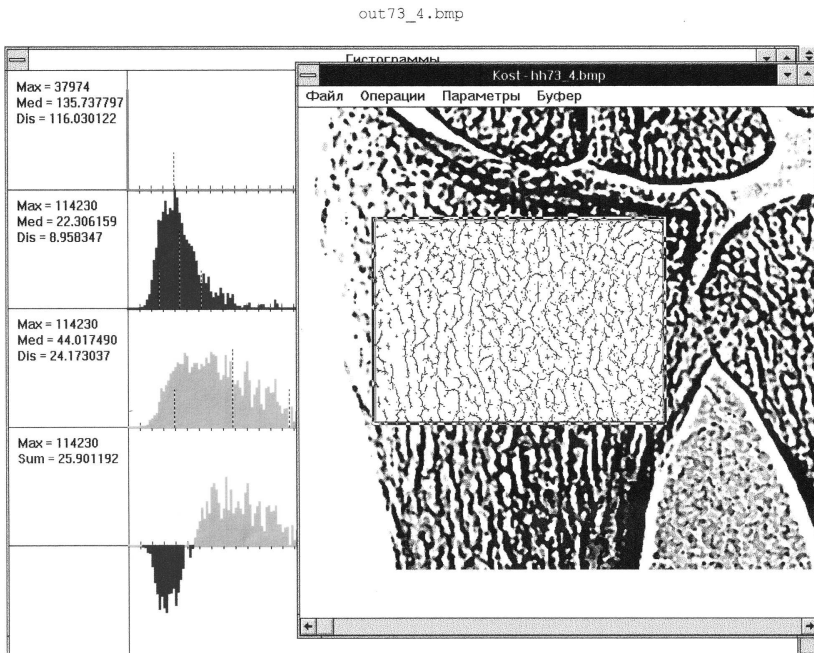 out73_4.bmp
Гистограммы
Kost-hh73_4.bmp
Файл Операции Параметры Буфер
Max = 37974
Med = 135.737797
Dis = 116.030122
Max = 114230
Med = 22.306159
Dis = 8.958347
Max = 114230
Med = 44.017490
Dis = 24.173037
Max = 114230
Sum = 25.901192